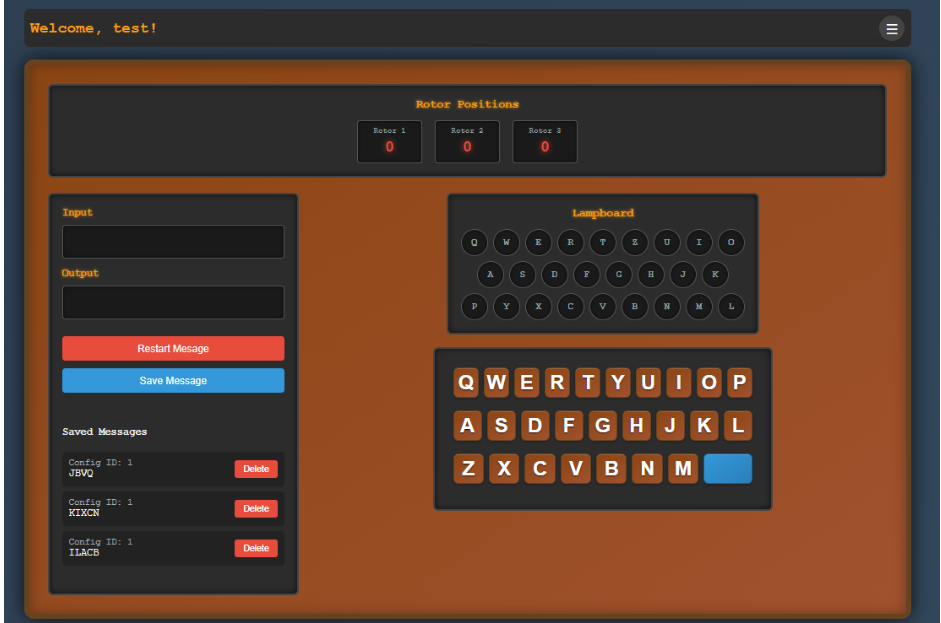 Welcome, test!
☰
Rotor Positions
Rotor 1 Rotor 2 Rotor 3
0 0 0
Input
Output
Restart Mesage
Save Message
Saved Messages
Config ID: 1
JBVQ
Delete
Config ID: 1
KIXCN
Delete
Config ID: 1
ILACB
Delete
Lampboard
Q W E R T Z U I O
A S D F G H J K
P Y X C V B N M L
Q W E R T Y U I O P
A S D F G H J K L
Z X C V B N M